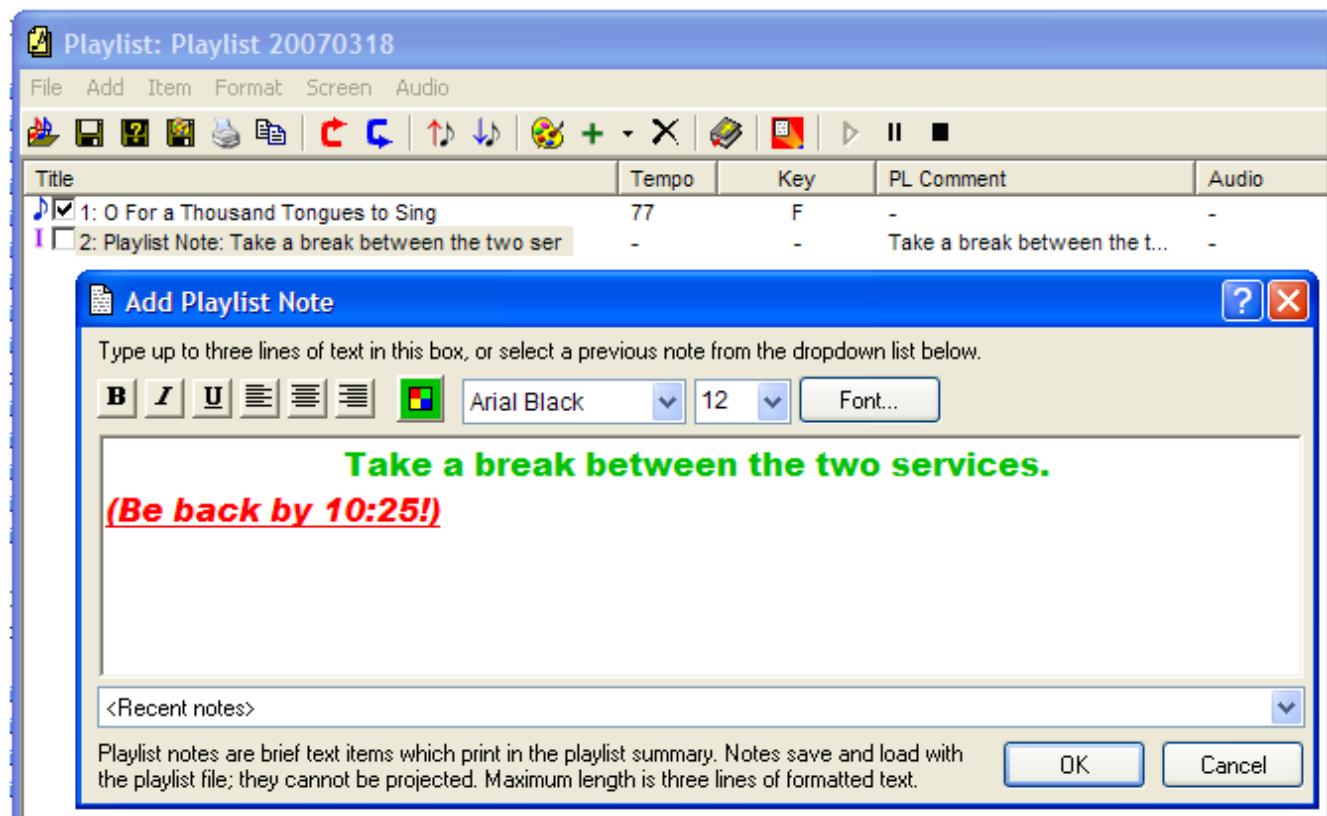 Playlist: Playlist 20070318
File Add Item Format Screen Audio
Title Tempo Key PL Comment Audio
1: O For a Thousand Tongues to Sing 77 F - -
2: Playlist Note: Take a break between the two ser - - Take a break between the t... -
Add Playlist Note
Type up to three lines of text in this box, or select a previous note from the dropdown list below.
B I U Arial Black 12 Font...
Take a break between the two services.
(Be back by 10:25!)
<Recent notes>
Playlist notes are brief text items which print in the playlist summary. Notes save and load with
the playlist file; they cannot be projected. Maximum length is three lines of formatted text.
OK Cancel